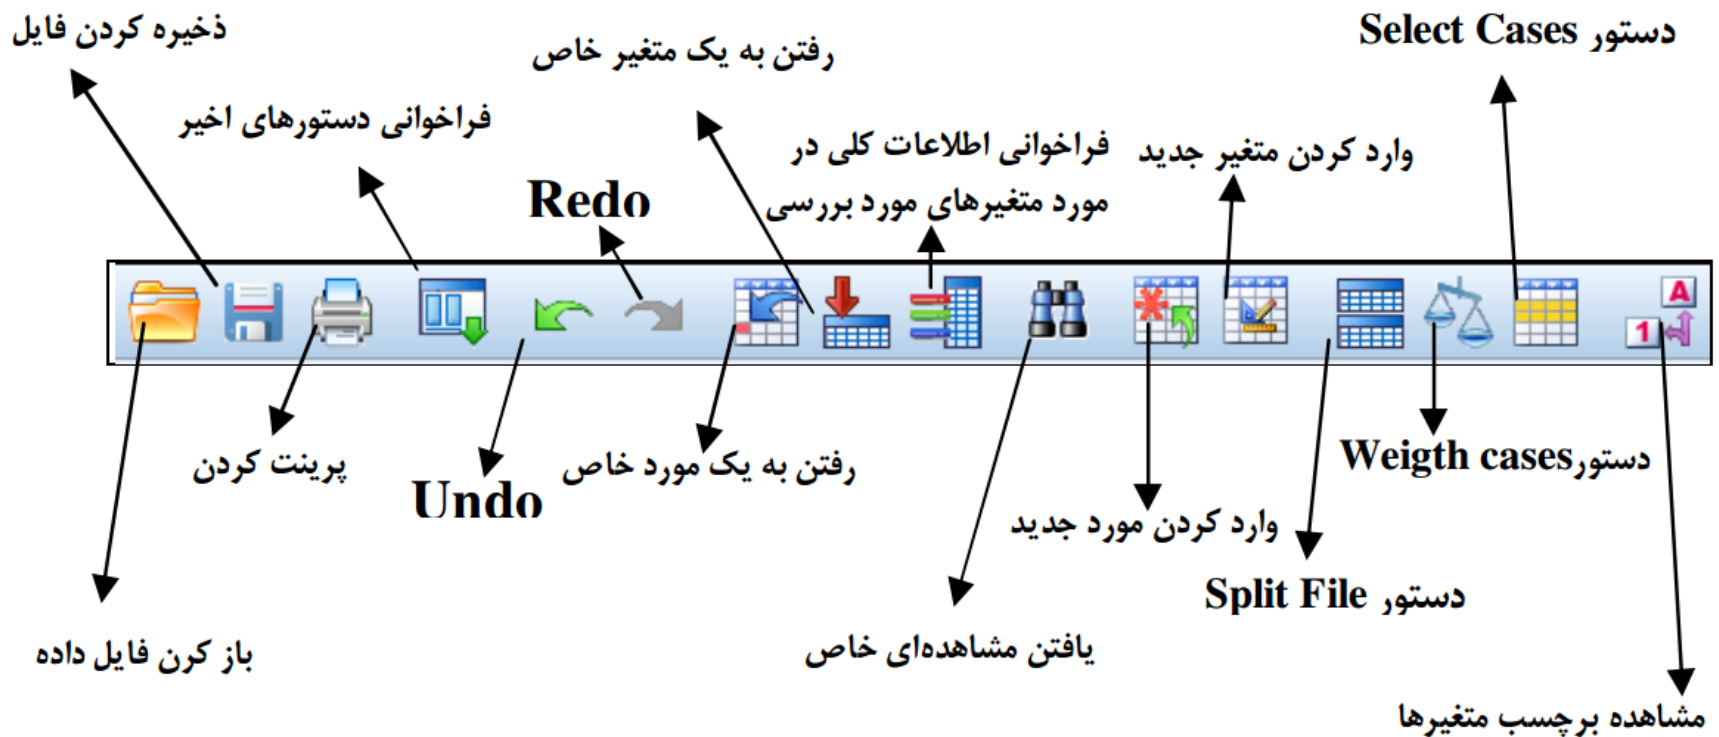 ذخیره کردن فایل
دستور Select Cases
رفتن به یک متغیر خاص
فراخوانی دستورهای اخیر
فراخوانی اطلاعات کلی در
مورد متغیرهای مورد بررسی
وارد کردن متغیر جدید
Redo
A
1
پرینت کردن
Undo
رفتن به یک مورد خاص
دستورWeigth cases
وارد کردن مورد جدید
دستور Split File
باز کرن فایل داده
یافتن مشاهده‌ای خاص
مشاهده برچسب متغیرها